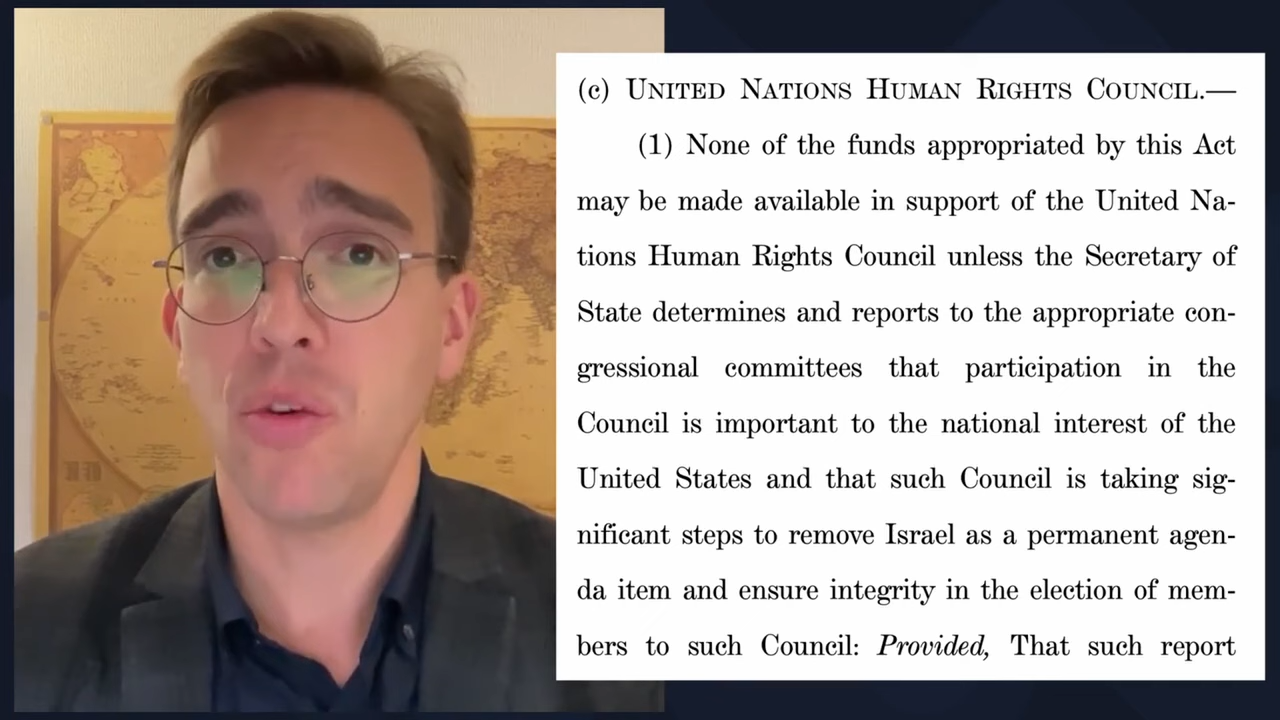 (c) UNITED NATIONS HUMAN RIGHTS COUNCIL.—
(1) None of the funds appropriated by this Act
may be made available in support of the United Na-
tions Human Rights Council unless the Secretary of
State determines and reports to the appropriate con-
gressional committees that participation in the
Council is important to the national interest of the
United States and that such Council is taking sig-
nificant steps to remove Israel as a permanent agen-
da item and ensure integrity in the election of mem-
bers to such Council: Provided, That such report